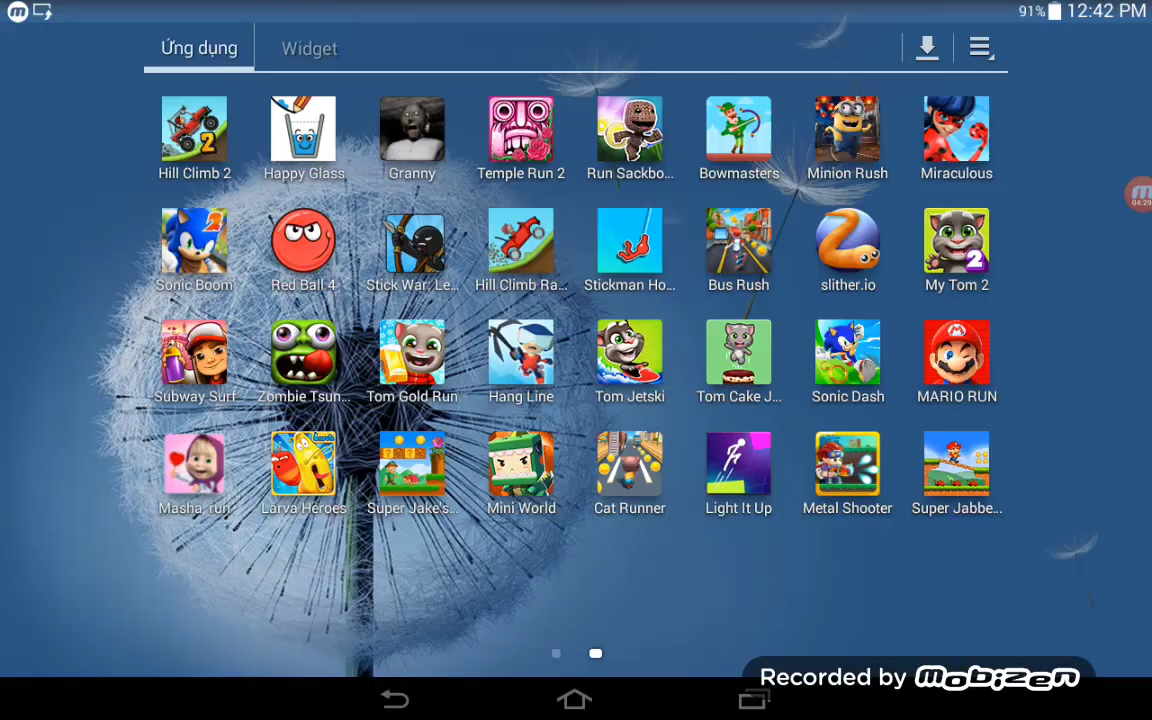 91% 12:42 PM
Ứng dụng Widget
Hill Climb 2 Happy Glass Granny Temple Run 2 Run Sackbo... Bowmasters Minion Rush Miraculous
04:29
Sonic Boom Red Ball 4 Stick War: Le... Hill Climb Ra... Stickman Ho... Bus Rush slither.io My Tom 2
Subway Surf Zombie Tsun... Tom Gold Run Hang Line Tom Jetski Tom Cake J... Sonic Dash MARIO RUN
Masha; run Larva Heroes Super Jake's... Mini World Cat Runner Light It Up Metal Shooter Super Jabbe...
Recorded by mobizen